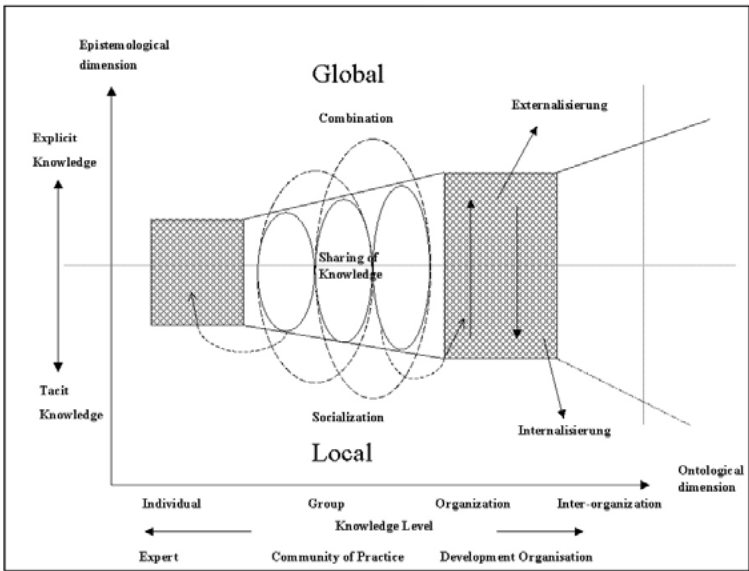 Epistemological
dimension
Global
Externalisierung
Combination
Explicit
Knowledge
Sharing of
Knowledge
Tacit
Knowledge
Socialization
Internalisierung
Local
Ontological
dimension
Individual Group Organization Inter-organization
Knowledge Level
Expert Community of Practice Development Organisation